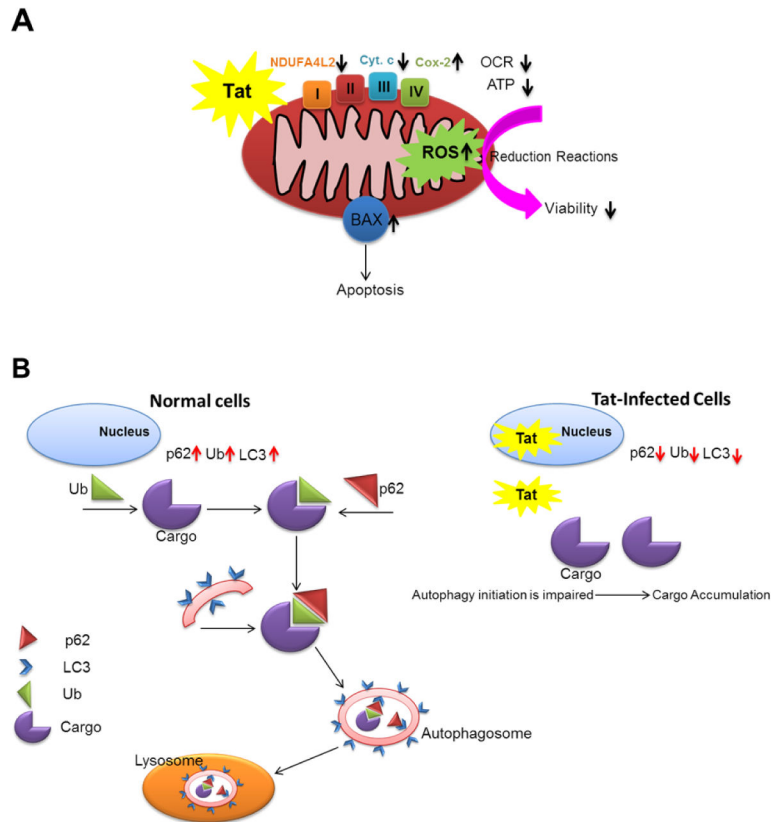 A
NDUFA4L2 Cyt. c Cox-2 OCR
ATP
Tat
I II III IV
ROS
Reduction Reactions
Viability
BAX
Apoptosis
B
Normal cells
Nucleus
p62 Ub LC3
Ub
p62
Cargo
p62
LC3
Ub
Cargo
Autophagosome
Lysosome
Tat-Infected Cells
Tat
Nucleus
p62 Ub LC3
Tat
Cargo
Autophagy initiation is impaired Cargo Accumulation